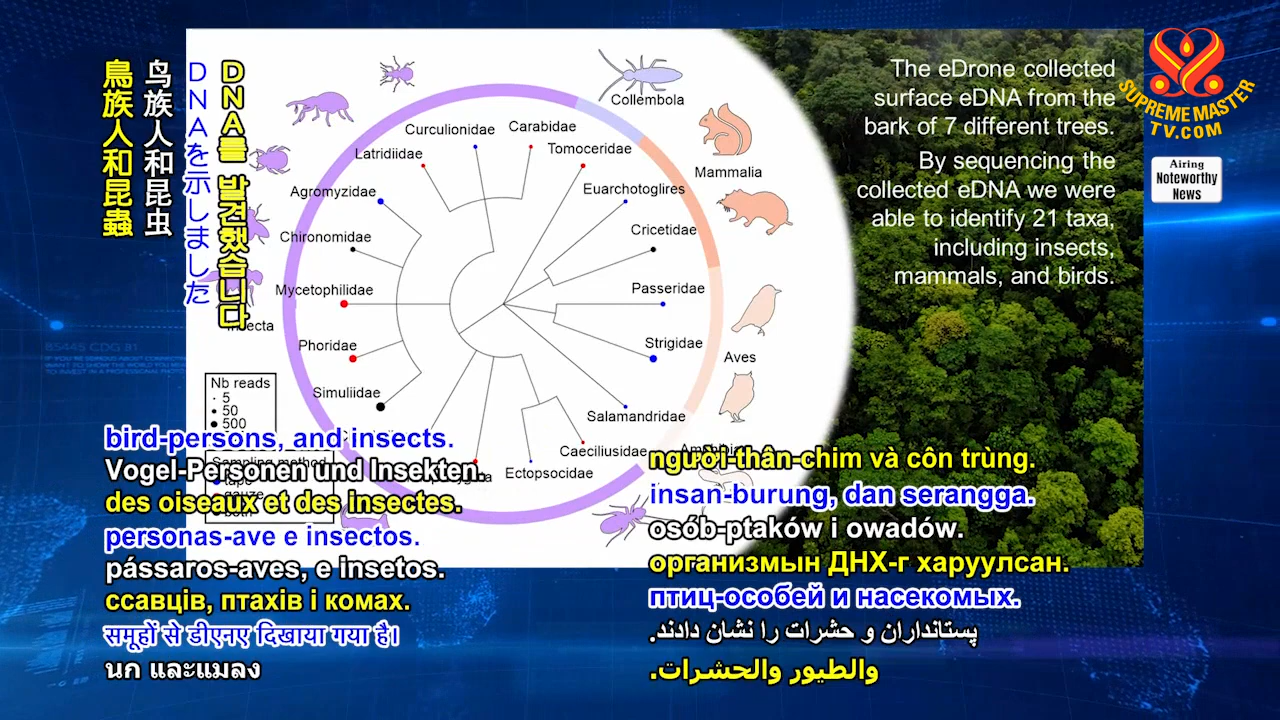 The eDrone collected
surface eDNA from the
bark of 7 different trees.
By sequencing the
collected eDNA we were
able to identify 21 taxa,
including insects,
mammals, and birds.
SUPREME MASTER
TV.COM
Airing
Noteworthy
News
鳥族人和昆蟲
鸟族人和昆虫
DNAを示しました
DNA를 발견했습니다
Collembola
Curculionidae
Carabidae
Latridiidae
Tomoceridae
Mammalia
Agromyzidae
Euarchotoglires
Chironomidae
Cricetidae
Mycetophilidae
Passeridae
Insecta
Phoridae
Strigidae
Aves
Simuliidae
Salamandridae
Caeciliusidae
Ectopsocidae
Nb reads
5
50
500
Sampling method
tape
gauze
both
bird-persons, and insects.
Vogel-Personen und Insekten.
des oiseaux et des insectes.
personas-ave e insectos.
pássaros-aves, e insetos.
ссавців, птахів і комах.
समूहों से डीएनए दिखाया गया है।
นก และแมลง
người-thân-chim và côn trùng.
insan-burung, dan serangga.
osób-ptaków i owadów.
организмын ДНХ-г харуулсан.
птиц-особей и насекомых.
پستانداران و حشرات را نشان دادند.
والطيور والحشرات.